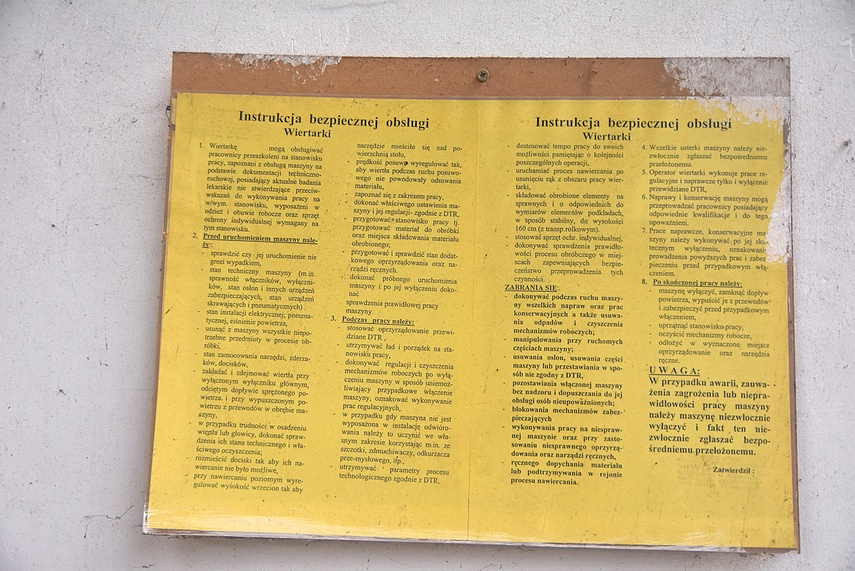 Instrukcja bezpiecznej obsługi
Wiertarki
1. Wiertarkę mogą obsługiwać
pracownicy przeszkoleni na stanowisku
pracy, zapoznani z obsługą maszyny na
podstawie dokumentacji techniczno-
ruchowej, posiadający aktualne badania
lekarskie nie stwierdzające przeciw-
wskazań do wykonywania pracy na
w/wym. stanowisku, wyposażeni w
odzież i obuwie robocze oraz sprzęt
ochrony indywidualnej wymagany na
tym stanowisku.
2. Przed uruchomieniem maszyny nale-
ży:
- sprawdzić czy jej uruchomienie nie
grosi wypadkiem,
- stan techniczny maszyny (m.in.
sprawność włączników, wyłączni-
ków, stan osłon i innych urządzeń
zabezpieczających, stan urządzeń
skrawających i pneumatycznych)
- stan instalacji elektrycznej, pneuma-
tycznej, ciśnienie powietrza,
- usunąć z maszyny wszystkie niepo-
trzebne przedmioty w procesie ob-
róbki,
- stan zamocowania narzędzi, zderza-
ków, docisków,
- zakładać i zdejmować wiertła przy
wyłączonym wyłączniku głównym,
odciętym dopływie sprężonego po-
wietrza i przy wypuszczonym po-
wietrzu z przewodów w obrębie ma-
szyny,
- w przypadku trudności w osadzeniu
wiertła lub głowicy, dokonać spraw-
dzenia ich stanu technicznego i wła-
ściwego oczyszczenia;
- rozmieścić dociski tak aby ich na-
wiercanie nie było możliwe,
- przy nawiercaniu poziomym wyre-
gulować wysokość wrzecion tak aby
narzędzie mieściło się nad po-
wierzchnią stołu,
- prędkość posuwu wyregulować tak,
aby wiertła podczas ruchu posuwo-
wego nie powodowały odsuwania
materiału,
- zapoznać się z zakresem pracy,
- dokonać właściwego ustawienia ma-
szyny i jej regulacji- zgodnie z DTR,
- przygotować stanowisko pracy tj.
przygotować materiał do obróbki
oraz miejsca składowania materiału
obrobionego;
- przygotować i sprawdzić stan dodat-
kowego oprzyrządowania oraz na-
rzędzi ręcznych.
- dokonać próbnego uruchomienia
maszyny i po jej wyłączeniu doko-
nać
sprawdzenia prawidłowej pracy
maszyny
3. Podczas pracy należy:
- stosować oprzyrządowanie przewi-
dziane DTR ,
- utrzymywać ład i porządek na sta-
nowisku pracy,
- dokonywać regulacji i czyszczenia
mechanizmów roboczych po wyłą-
czeniu maszyny w sposób uniemoż-
liwiający przypadkowe włączenie
maszyny, oznakować wykonywanie
prac regulacyjnych,
- w przypadku gdy maszyna nie jest
wyposażona w instalację odwióro-
wania należy to uczynić we wła-
snym zakresie korzystając m.in. ze
szczotki, zdmuchiwaczy, odkurzacza
prze-mysłowego, itp.,
- utrzymywać parametry procesu
technologicznego zgodnie z DTR,
Instrukcja bezpiecznej obsługi
Wiertarki
- dostosować tempo pracy do swoich
możliwości pamiętając o kolejności
poszczególnych operacji,
- uruchamiać proces nawiercania po
usunięciu rąk z obszaru pracy wier-
tarki,
- składować obrobione elementy na
sprawnych i o odpowiednich do
wymiarów elementów podkładach,
w sposób stabilny, do wysokości
160 cm (z transp.rolkowym).
- stosować sprzęt ochr. indywidualnej,
- dokonywać sprawdzenia prawidło-
wości procesu obróbczego w miej-
scach zapewniających bezpie-
czeństwo przeprowadzenia tych
czynności.
ZABRANIA SIĘ:
- dokonywać podczas ruchu maszy-
ny wszelkich napraw oraz prac
konserwacyjnych a także usuwa-
nia odpadów i czyszczenia
mechanizmów roboczych;
- manipulowania przy ruchomych
częściach maszyny;
- usuwania osłon, usuwania części
maszyny lub przestawiania w spo-
sób nie zgodny z DTR,
- pozostawiania włączonej maszyny
bez nadzoru i dopuszczania do jej
obsługi osób nieupoważnionych;
- blokowania mechanizmów zabez-
pieczających
- wykonywania pracy na niespraw-
nej maszynie oraz przy zasto-
sowaniu niesprawnego oprzyrzą-
dowania oraz narzędzi ręcznych,
- ręcznego dopychania materiału
lub podtrzymywania w rejonie
procesu nawiercania.
4. Wszelkie usterki maszyny należy nie-
zwłocznie zgłaszać bezpośredniemu
przełożonemu.
5. Operator wiertarki wykonuje prace re-
gulacyjne i naprawcze tylko i wyłącznie
przewidziane DTR,
6. Naprawy i konserwację maszyny mogą
przeprowadzać pracownicy posiadający
odpowiednie kwalifikacje i do tego
upoważnieni.
7. Prace naprawcze, konserwacyjne ma-
szyny należy wykonywać po jej sku-
tecznym wyłączeniu, oznakowaniu
prowadzenia powyższych prac i zabez-
pieczeniu przed przypadkowym włą-
czeniem.
8. Po skończonej pracy należy:
- maszynę wyłączyć, zamknąć dopływ
powietrza, wypuścić je z przewodów
i zabezpieczyć przed przypadkowym
włączeniem,
- uprzątnąć stanowisko pracy,
- oczyścić mechanizmy robocze,
- odłożyć w wyznaczone miejsce
oprzyrządowanie oraz narzędzia
ręczne.
U W A G A:
W przypadku awarii, zauwa-
żenia zagrożenia lub niepra-
widłowości pracy maszyny
należy maszynę niezwłocznie
wyłączyć i fakt ten nie-
zwłocznie zgłaszać bezpo-
średniemu przełożonemu.
Zatwierdził :